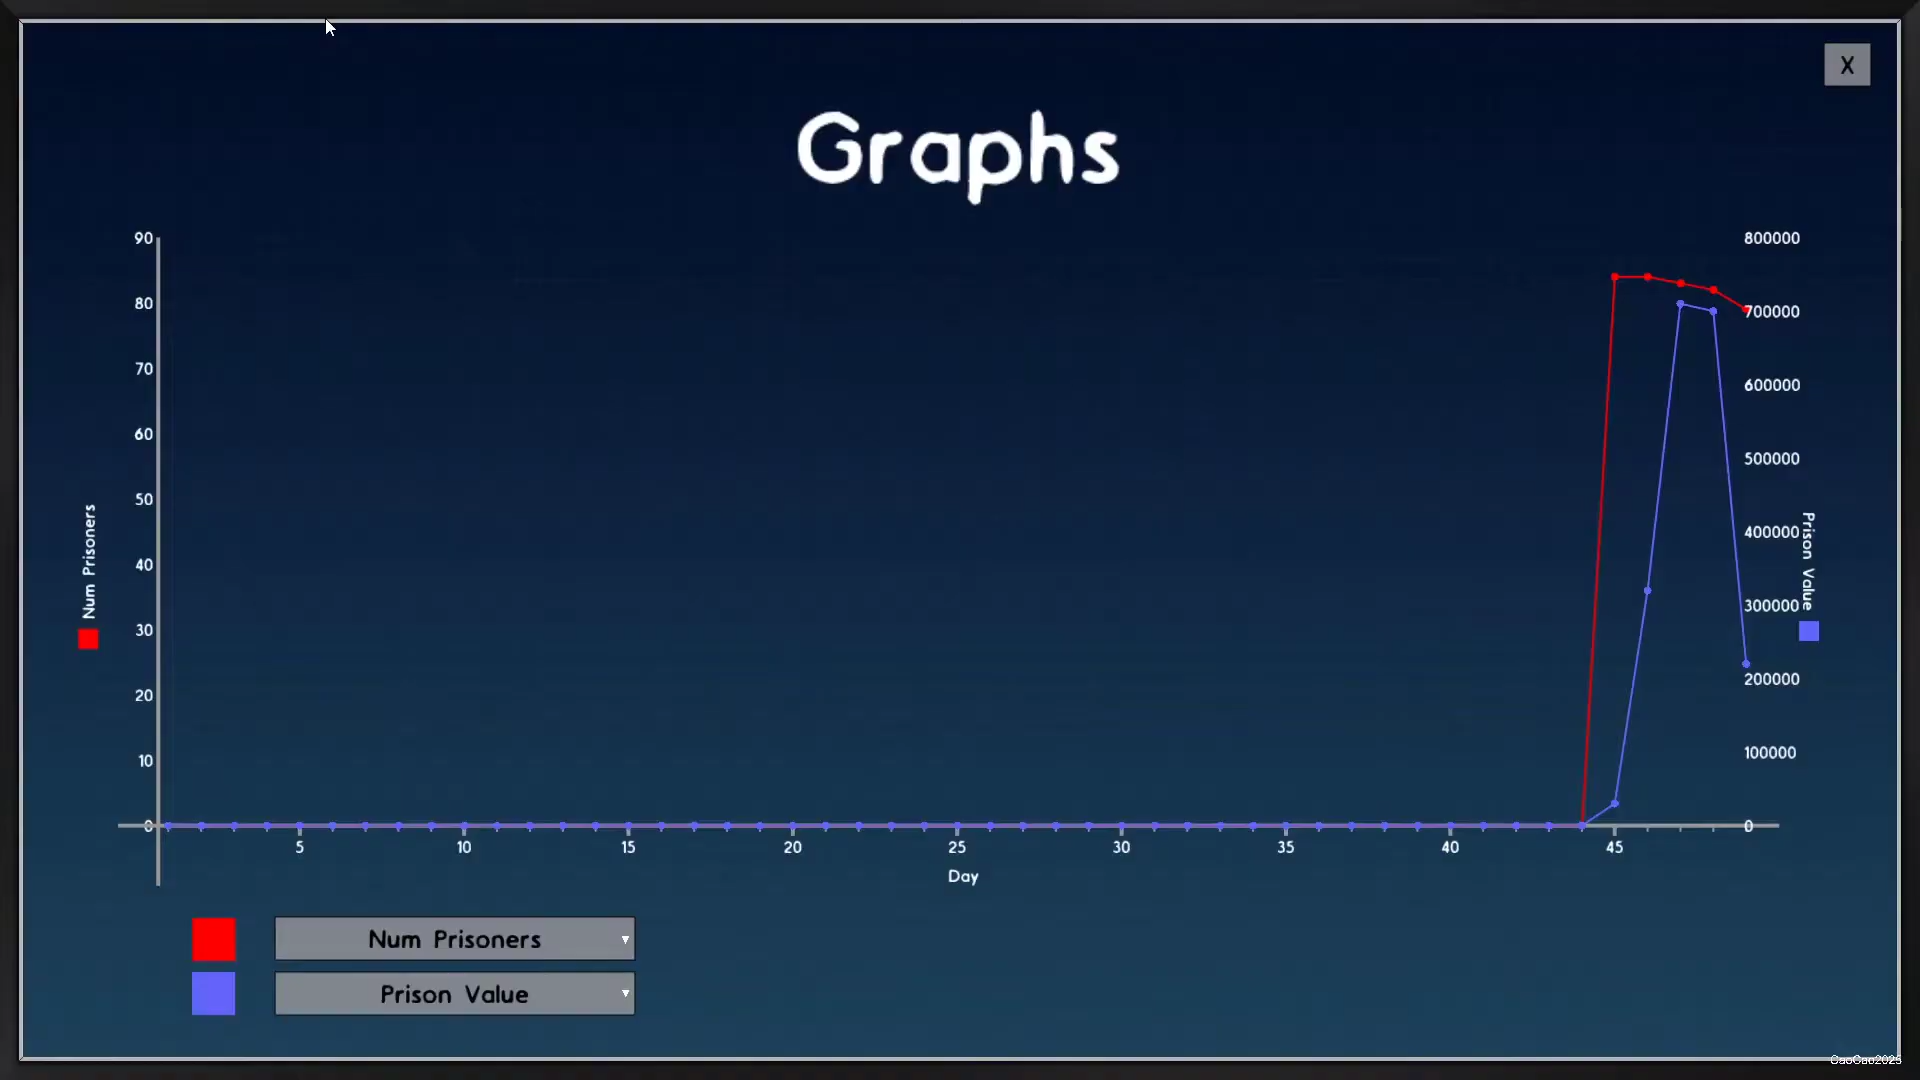 X
Graphs
90
80
70
60
50
40
30
20
10
0
Num Prisoners
800000
700000
600000
500000
400000
300000
200000
100000
0
Prison Value
5 10 15 20 25 30 35 40 45
Day
Num Prisoners
Prison Value
CaoCao2025